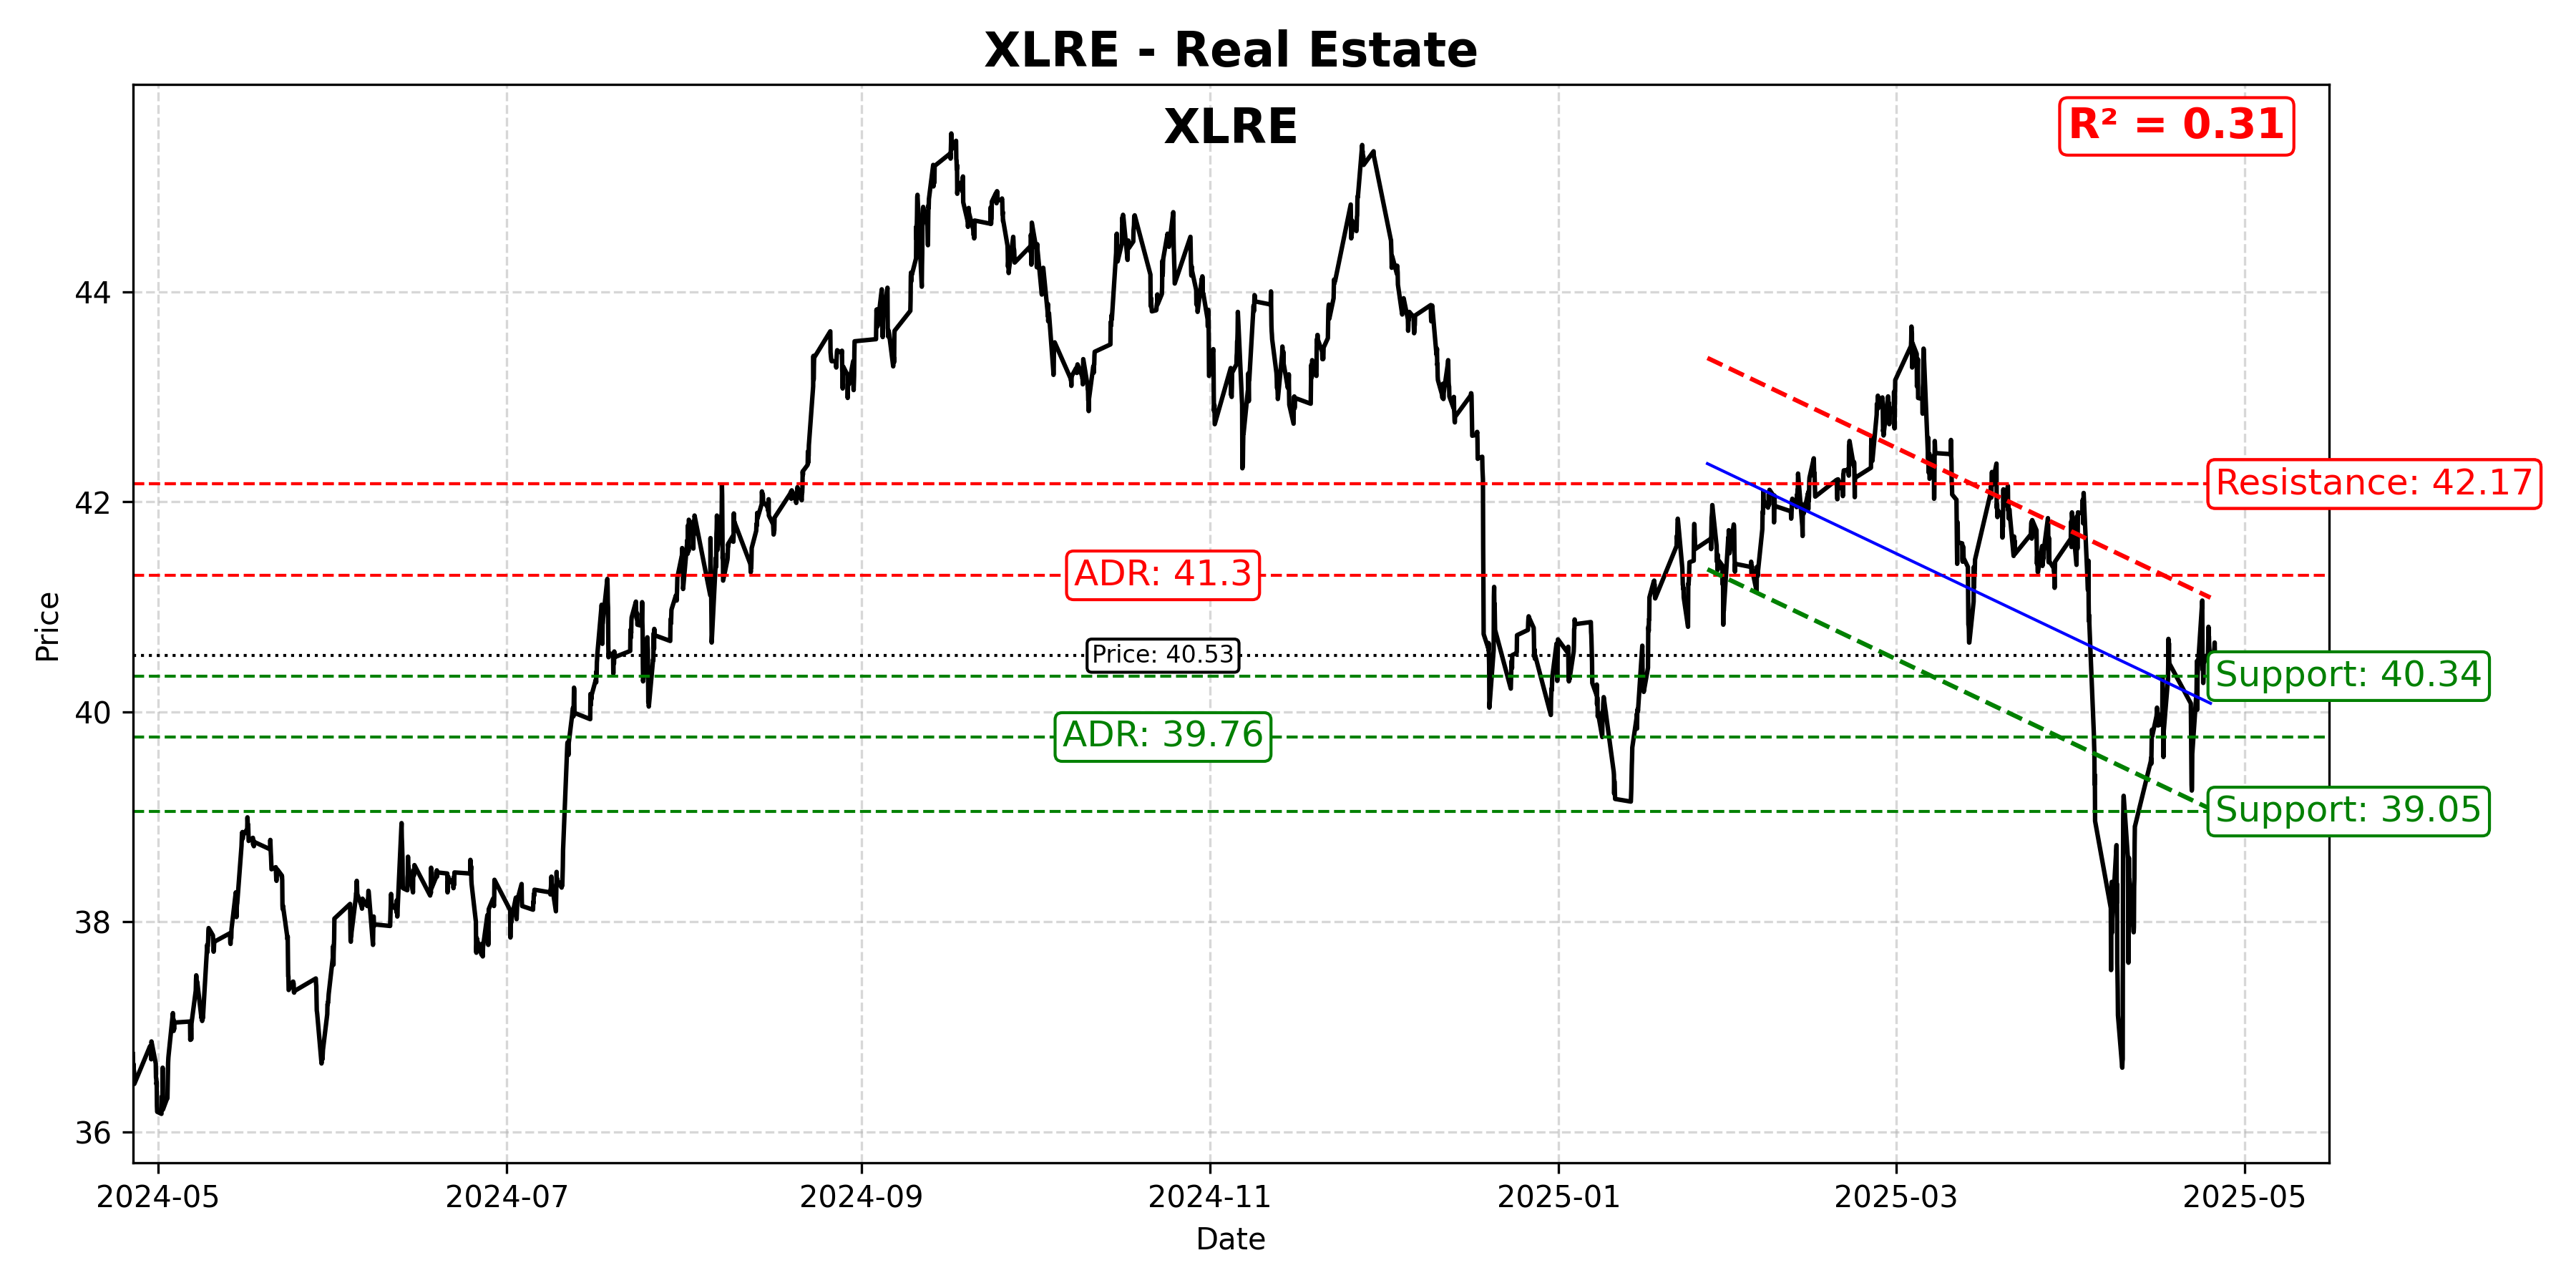 XLRE - Real Estate
XLRE
R² = 0.31
44
42
40
38
36
Price
Resistance: 42.17
ADR: 41.3
Price: 40.53
Support: 40.34
ADR: 39.76
Support: 39.05
2024-05
2024-07
2024-09
2024-11
2025-01
2025-03
2025-05
Date